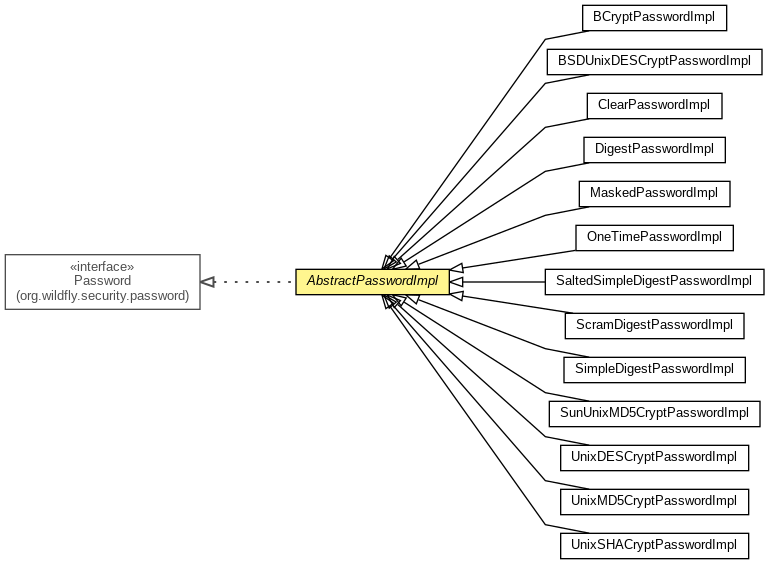 BCryptPasswordImpl
BSDUnixDESCryptPasswordImpl
ClearPasswordImpl
DigestPasswordImpl
MaskedPasswordImpl
OneTimePasswordImpl
«interface»
Password
(org.wildfly.security.password)
AbstractPasswordImpl
SaltedSimpleDigestPasswordImpl
ScramDigestPasswordImpl
SimpleDigestPasswordImpl
SunUnixMD5CryptPasswordImpl
UnixDESCryptPasswordImpl
UnixMD5CryptPasswordImpl
UnixSHACryptPasswordImpl